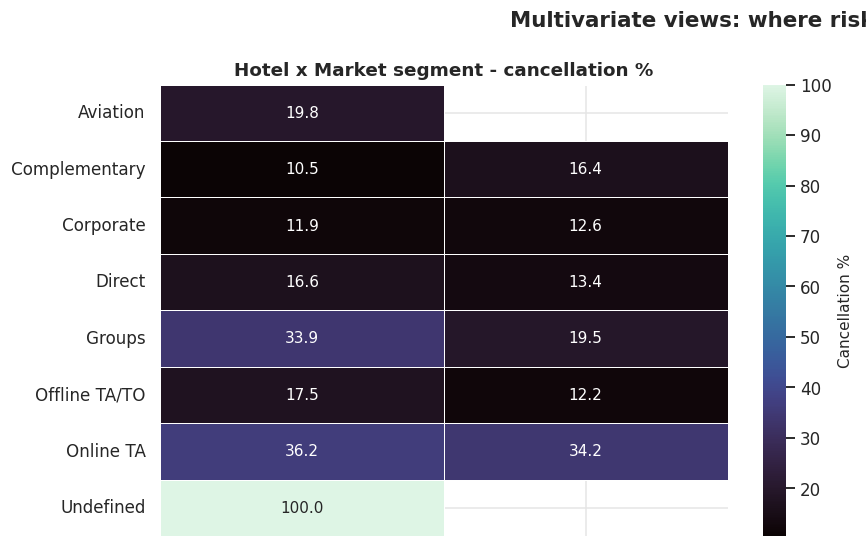 Multivariate views: where risk
Hotel x Market segment - cancellation %
Aviation 19.8
Complementary 10.5 16.4
Corporate 11.9 12.6
Direct 16.6 13.4
Groups 33.9 19.5
Offline TA/TO 17.5 12.2
Online TA 36.2 34.2
Undefined 100.0
100
90
80
70
60
50
40
30
20
Cancellation %